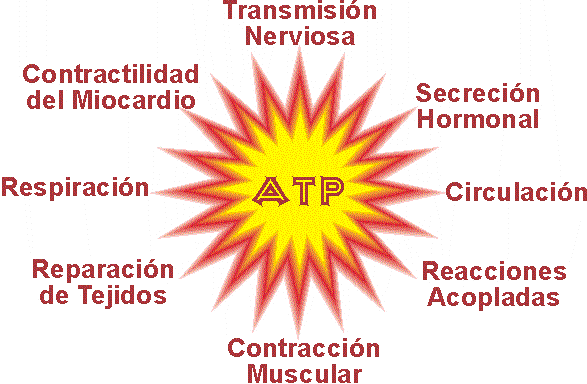 Transmisión
Nerviosa
Contractilidad
del Miocardio
Secreción
Hormonal
Respiración
ATP
Circulación
Reparación
de Tejidos
Reacciones
Acopladas
Contracción
Muscular